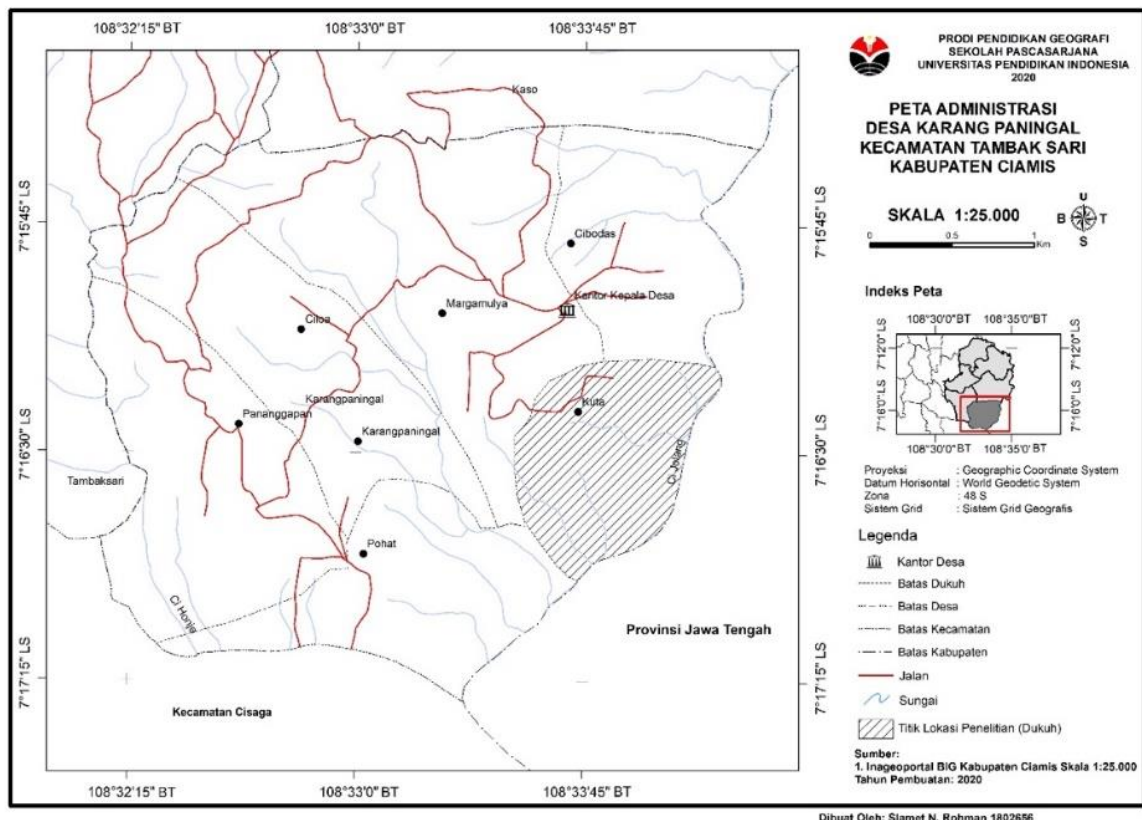 108°32'15" BT
108°33'0" BT
108°33'45" BT
7°15'45" LS
7°16'30" LS
7°17'15" LS
Kaso
Cibodas
Kantor Kepala Desa
Margamulya
Ciloa
Karangpaningal
Pananggapan
Karangpaningal
Kuta
Tambaksari
Ci Jolang
Pohat
Ci Honje
Provinsi Jawa Tengah
Kecamatan Cisaga
7°15'45" LS
7°16'30" LS
7°17'15" LS
108°32'15" BT
108°33'0" BT
108°33'45" BT
PRODI PENDIDIKAN GEOGRAFI
SEKOLAH PASCASARJANA
UNIVERSITAS PENDIDIKAN INDONESIA
2020
PETA ADMINISTRASI
DESA KARANG PANINGAL
KECAMATAN TAMBAK SARI
KABUPATEN CIAMIS
SKALA 1:25.000
0 0.5 1
Km
U
B T
S
Indeks Peta
108°30'0"BT 108°35'0"BT
7°12'0"LS 7°12'0"LS
7°16'0"LS 7°16'0"LS
108°30'0"BT 108°35'0"BT
Proyeksi : Geographic Coordinate System
Datum Horisontal : World Geodetic System
Zona : 48 S
Sistem Grid : Sistem Grid Geografis
Legenda
Kantor Desa
Batas Dukuh
Batas Desa
Batas Kecamatan
Batas Kabupaten
Jalan
Sungai
Titik Lokasi Penelitian (Dukuh)
Sumber:
1. Inageoportal BIG Kabupaten Ciamis Skala 1:25.000
Tahun Pembuatan: 2020
Dibuat Oleh: Slamet N. Rohman 1802656